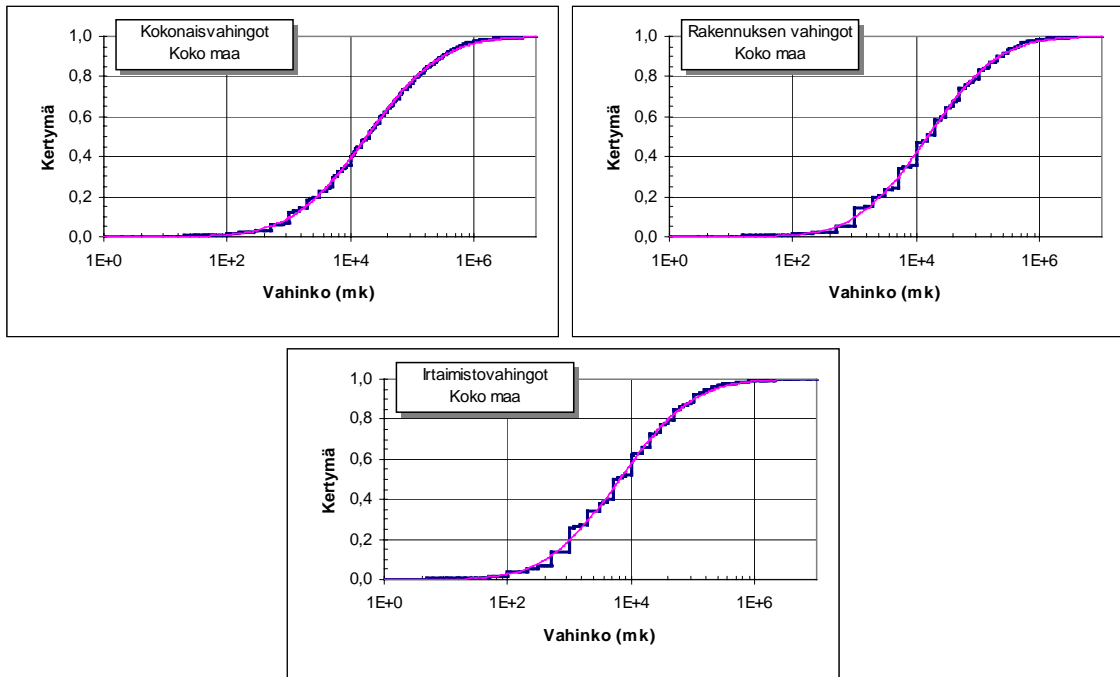 Kokonaisvahingot
Koko maa
Kertymä
1,0
0,8
0,6
0,4
0,2
0,0
1E+0 1E+2 1E+4 1E+6
Vahinko (mk)
Rakennuksen vahingot
Koko maa
Kertymä
1,0
0,8
0,6
0,4
0,2
0,0
1E+0 1E+2 1E+4 1E+6
Vahinko (mk)
Irtaimistovahingot
Koko maa
Kertymä
1,0
0,8
0,6
0,4
0,2
0,0
1E+0 1E+2 1E+4 1E+6
Vahinko (mk)